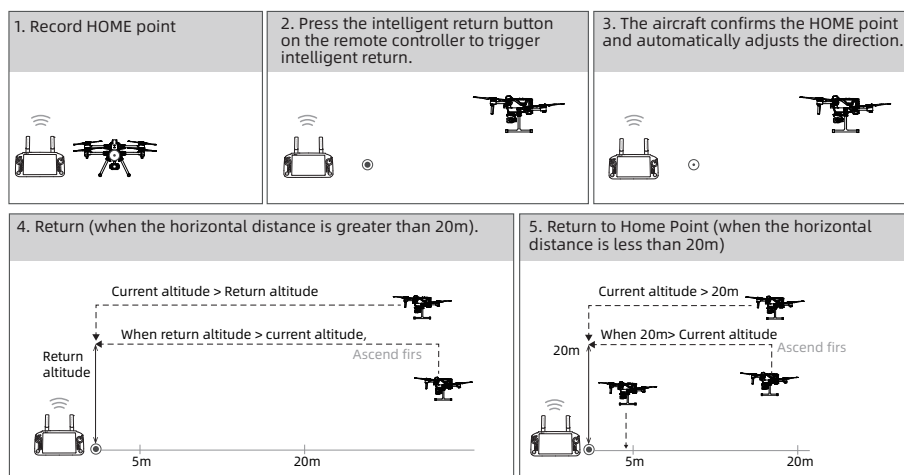 1. Record HOME point
2. Press the intelligent return button
on the remote controller to trigger
intelligent return.
3. The aircraft confirms the HOME point
and automatically adjusts the direction.
4. Return (when the horizontal distance is greater than 20m).
Current altitude > Return altitude
When return altitude > current altitude,
Ascend firs
Return
altitude
5m
20m
5. Return to Home Point (when the horizontal
distance is less than 20m)
Current altitude > 20m
When 20m> Current altitude
Ascend firs
20m
5m
20m